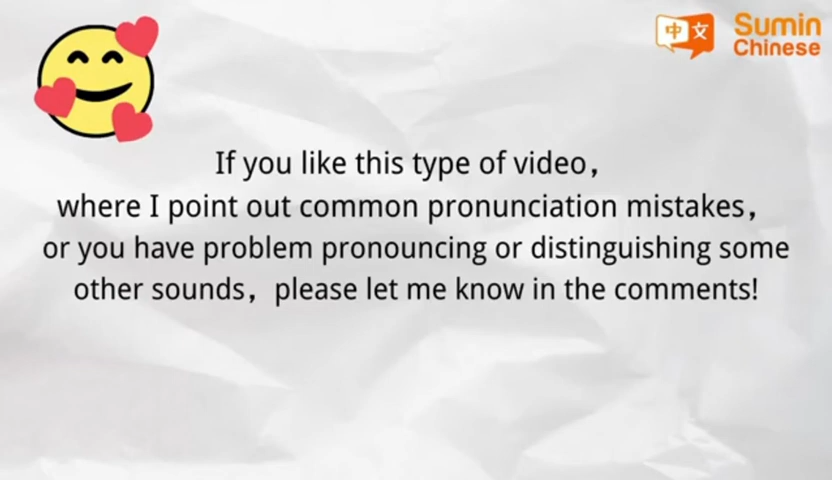 中文
Sumin
Chinese
If you like this type of video，
where I point out common pronunciation mistakes，
or you have problem pronouncing or distinguishing some
other sounds，please let me know in the comments!